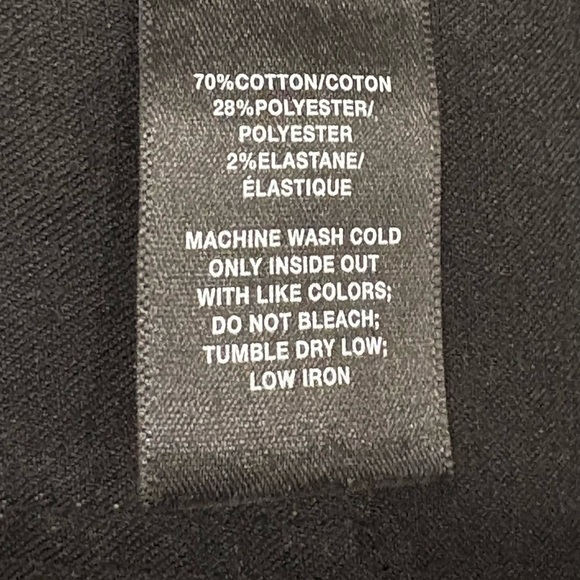 70%COTTON/COTON
28%POLYESTER/
POLYESTER
2%ELASTANE/
ÉLASTIQUE
MACHINE WASH COLD
ONLY INSIDE OUT
WITH LIKE COLORS;
DO NOT BLEACH;
TUMBLE DRY LOW;
LOW IRON